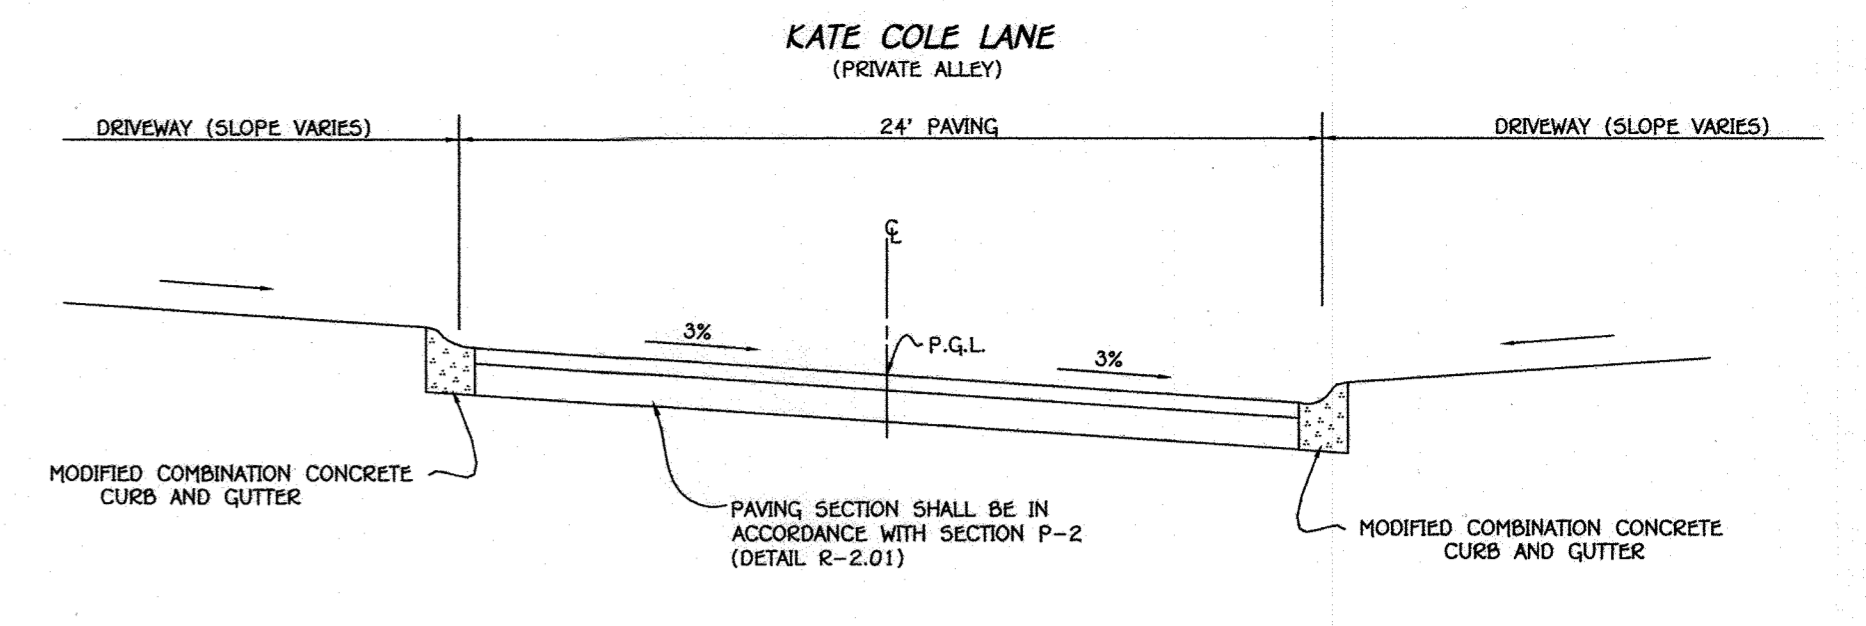 KATE COLE LANE
(PRIVATE ALLEY)
DRIVEWAY (SLOPE VARIES)
24' PAVING
DRIVEWAY (SLOPE VARIES)
℄
3%
P.G.L.
3%
MODIFIED COMBINATION CONCRETE
CURB AND GUTTER
PAVING SECTION SHALL BE IN
ACCORDANCE WITH SECTION P-2
(DETAIL R-2.01)
MODIFIED COMBINATION CONCRETE
CURB AND GUTTER